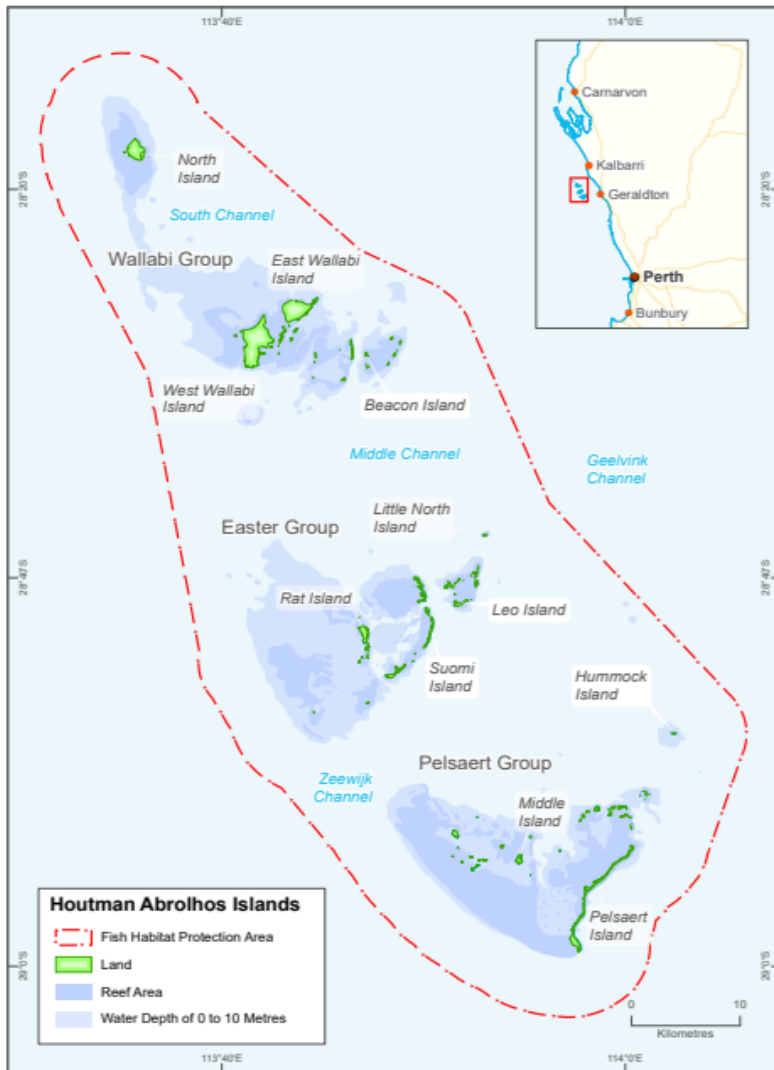 113°40'E
114°0'E
Carnarvon
Kalbarri
Geraldton
Perth
Bunbury
North
Island
28°20'S
28°20'S
South Channel
Wallabi Group
East Wallabi
Island
West Wallabi
Island
Beacon Island
Middle Channel
Geelvink
Channel
Little North
Island
Easter Group
28°40'S
28°40'S
Rat Island
Leo Island
Suomi
Island
Hummock
Island
Pelsaert Group
Zeewijk
Channel
Middle
Island
Pelsaert
Island
Houtman Abrolhos Islands
Fish Habitat Protection Area
Land
Reef Area
Water Depth of 0 to 10 Metres
29°0'S
29°0'S
0
10
Kilometres
113°40'E
114°0'E